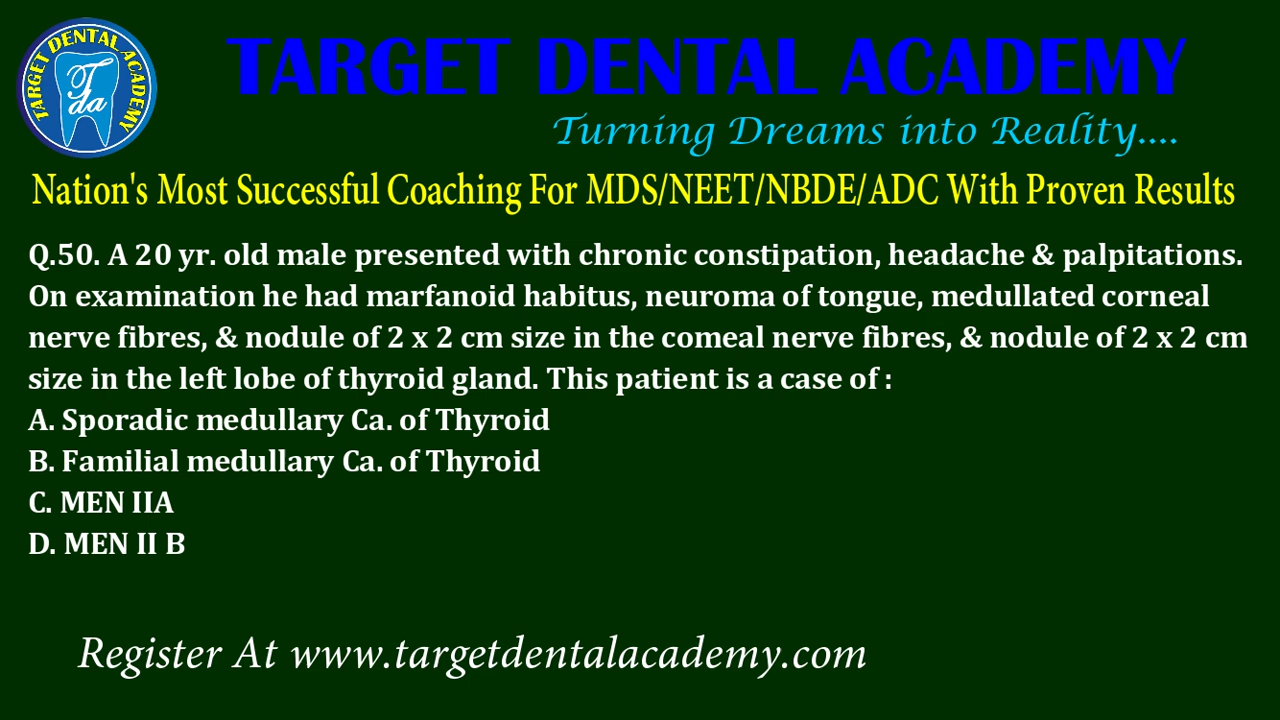 TARGET DENTAL ACADEMY
Tda
TARGET DENTAL ACADEMY
Turning Dreams into Reality....
Nation's Most Successful Coaching For MDS/NEET/NBDE/ADC With Proven Results
Q.50. A 20 yr. old male presented with chronic constipation, headache & palpitations.
On examination he had marfanoid habitus, neuroma of tongue, medullated corneal
nerve fibres, & nodule of 2 x 2 cm size in the comeal nerve fibres, & nodule of 2 x 2 cm
size in the left lobe of thyroid gland. This patient is a case of :
A. Sporadic medullary Ca. of Thyroid
B. Familial medullary Ca. of Thyroid
C. MEN IIA
D. MEN II B
Register At www.targetdentalacademy.com